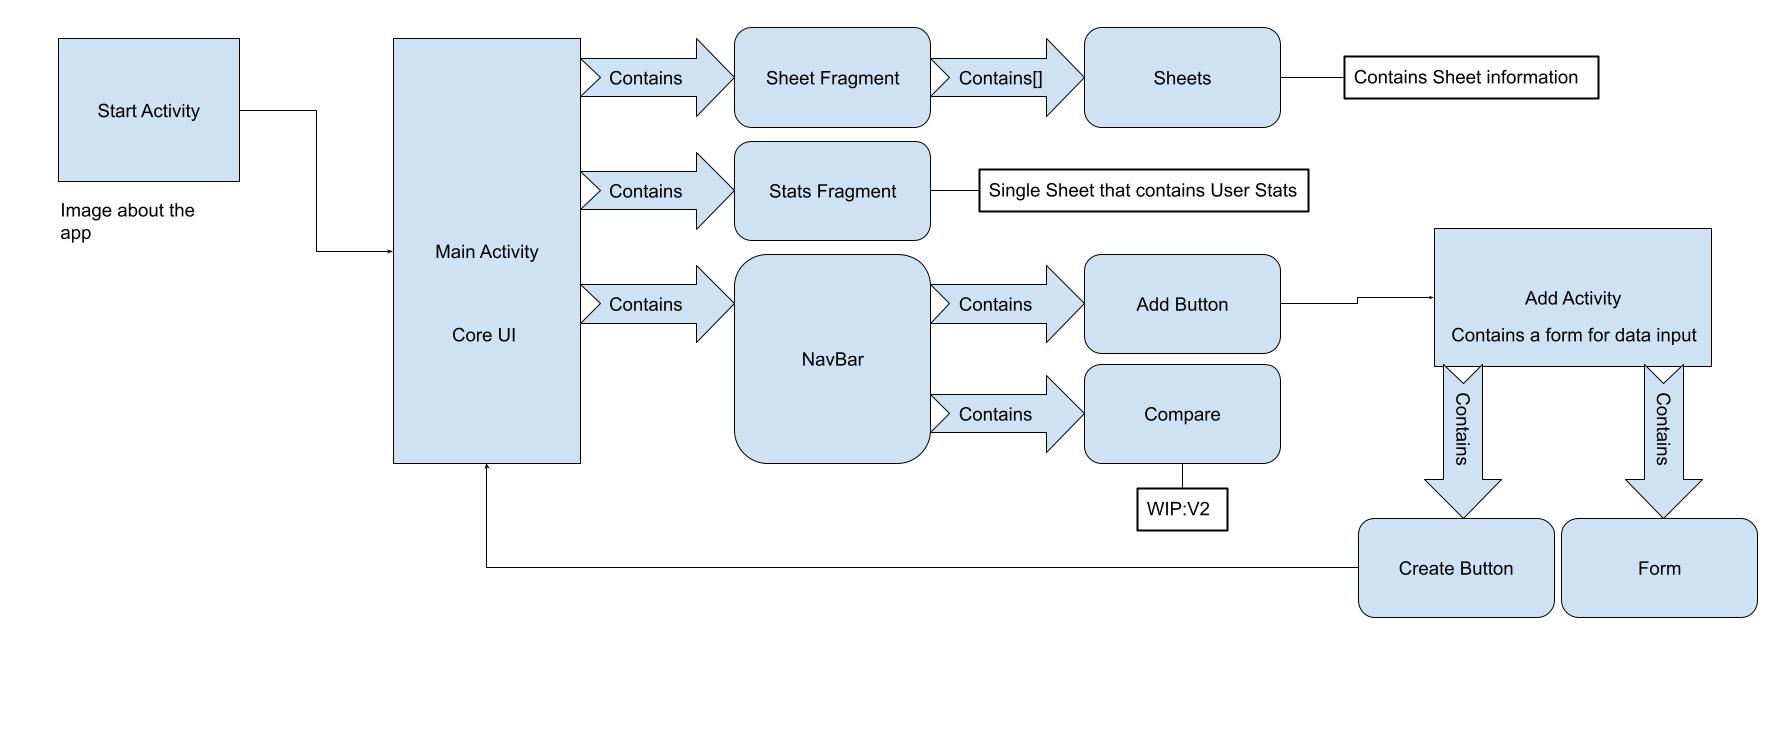 Start Activity
Image about the
app
Main Activity
Core UI
Contains
Sheet Fragment
Contains[]
Sheets
Contains Sheet information
Contains
Stats Fragment
Single Sheet that contains User Stats
Contains
NavBar
Contains
Add Button
Contains
Compare
WIP:V2
Add Activity
Contains a form for data input
Contains
Contains
Create Button
Form